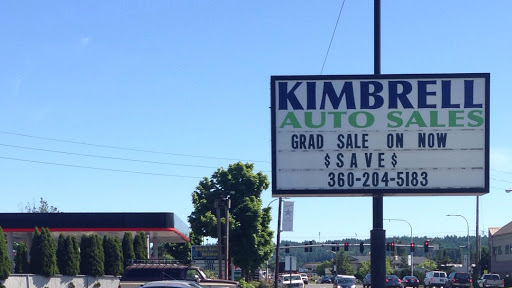 KIMBRELL
AUTO SALES
GRAD SALE ON NOW
$SAVE$
360-204-5183